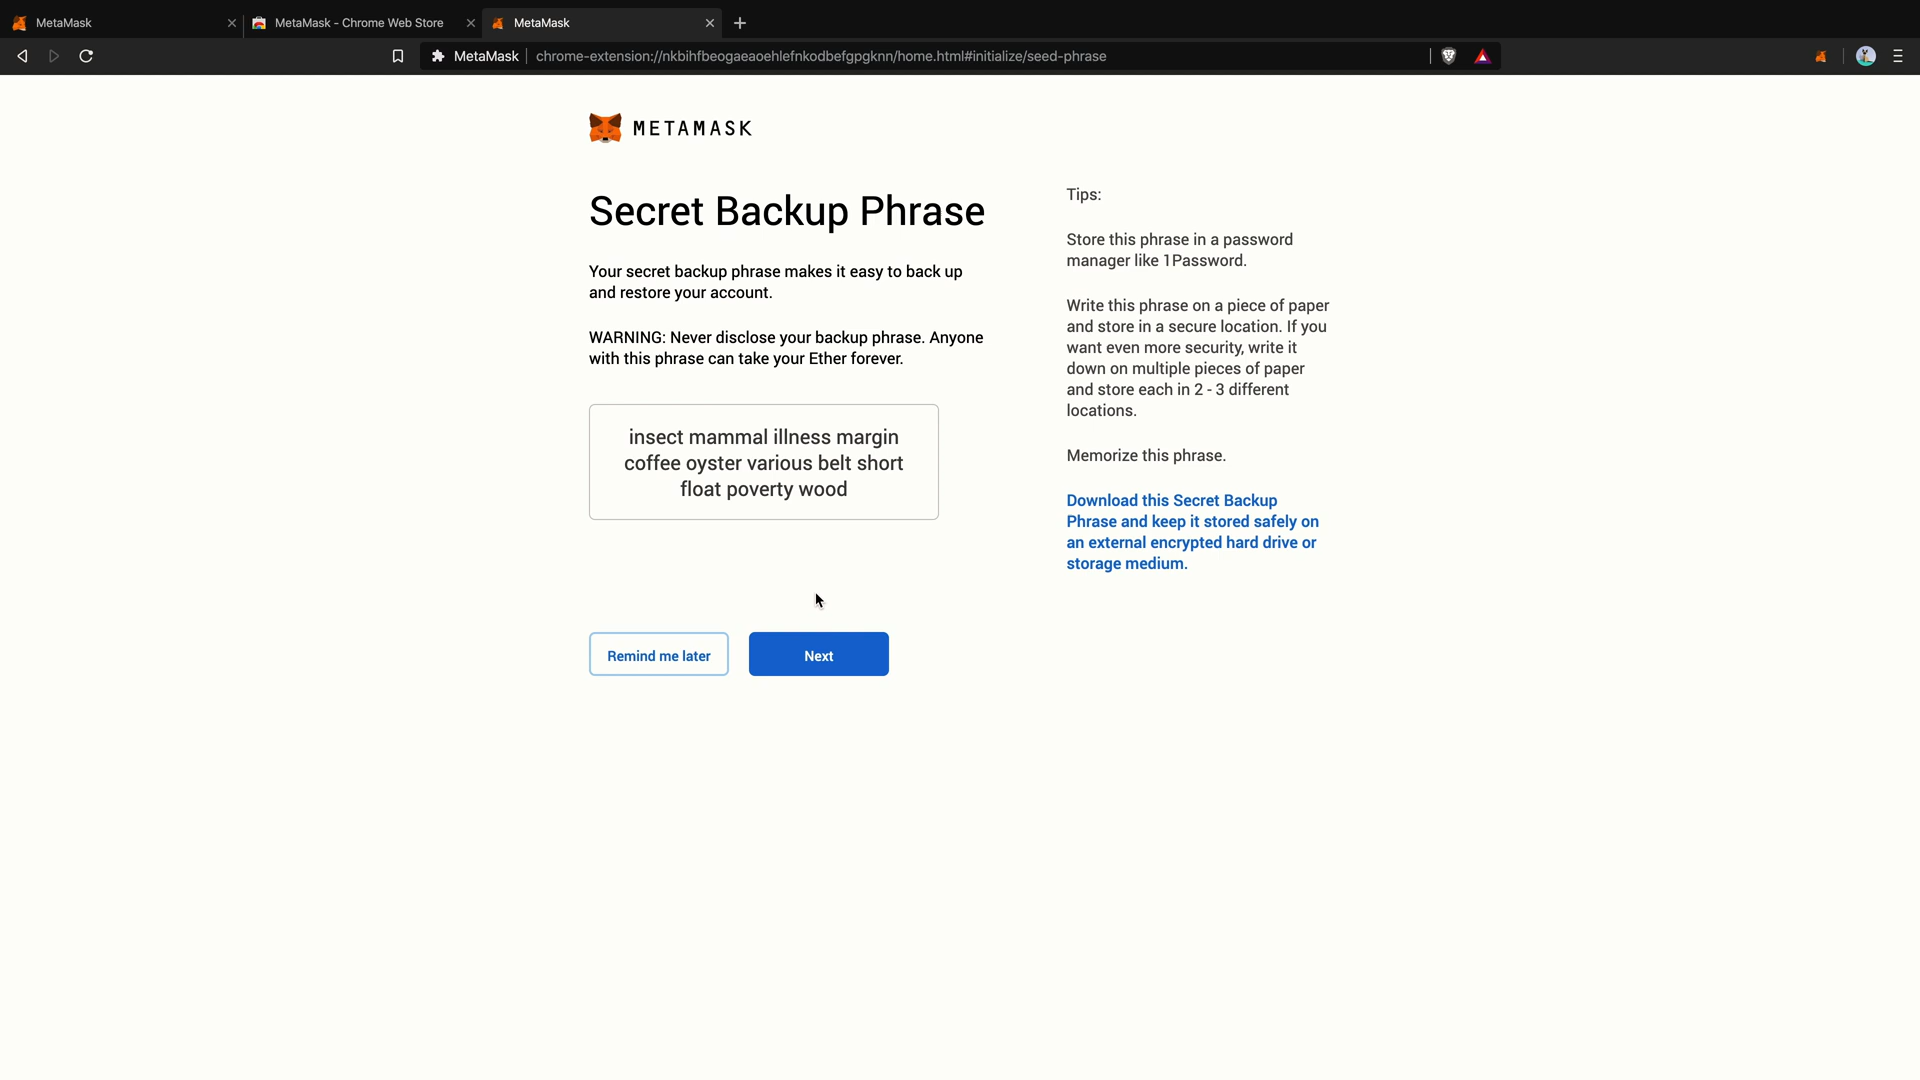 MetaMask
MetaMask - Chrome Web Store
MetaMask
MetaMask
chrome-extension://nkbihfbeogaeaoehlefnkodbefgpgknn/home.html#initialize/seed-phrase
METAMASK
Secret Backup Phrase
Your secret backup phrase makes it easy to back up
and restore your account.
WARNING: Never disclose your backup phrase. Anyone
with this phrase can take your Ether forever.
insect mammal illness margin
coffee oyster various belt short
float poverty wood
Remind me later
Next
Tips:
Store this phrase in a password
manager like 1Password.
Write this phrase on a piece of paper
and store in a secure location. If you
want even more security, write it
down on multiple pieces of paper
and store each in 2 - 3 different
locations.
Memorize this phrase.
Download this Secret Backup
Phrase and keep it stored safely on
an external encrypted hard drive or
storage medium.